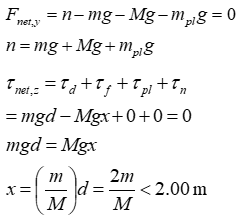 F_{net,y} = n - mg - Mg - m_{pl}g = 0
n = mg + Mg + m_{pl}g
τ_{net,z} = τ_d + τ_f + τ_{pl} + τ_n
= mgd - Mgx + 0 + 0 = 0
mgd = Mgx
x = (m/M)d = 2m/M < 2.00 m